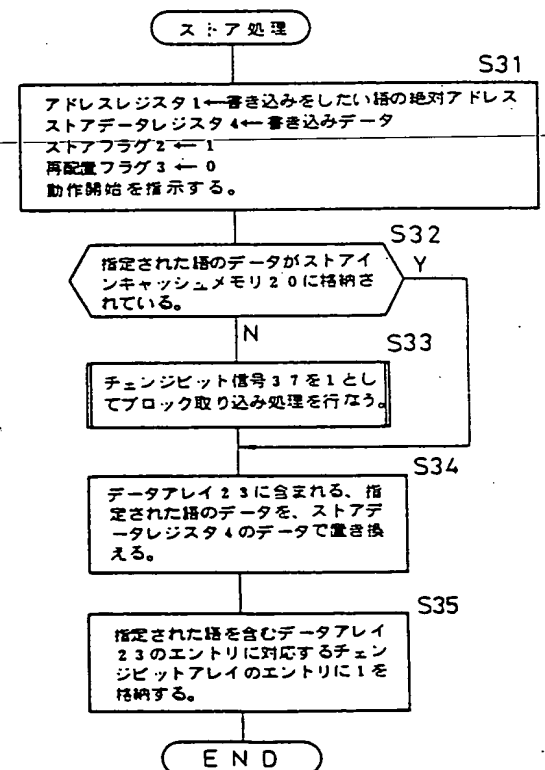 ストア処理
S31
アドレスレジスタ1←書き込みをしたい語の絶対アドレス
ストアデータレジスタ4←書き込みデータ
ストアフラグ2←1
再配置フラグ3←0
動作開始を指示する。
S32
指定された語のデータがストアイ
ンキャッシュメモリ20に格納さ
れている。
Y
N
S33
チェンジビット信号37を1とし
てブロック取り込み処理を行なう。
S34
データアレイ23に含まれる、指
定された語のデータを、ストアデ
ータレジスタ4のデータで置き換
える。
S35
指定された語を含むデータアレイ
23のエントリに対応するチェン
ジビットアレイのエントリに1を
格納する。
END